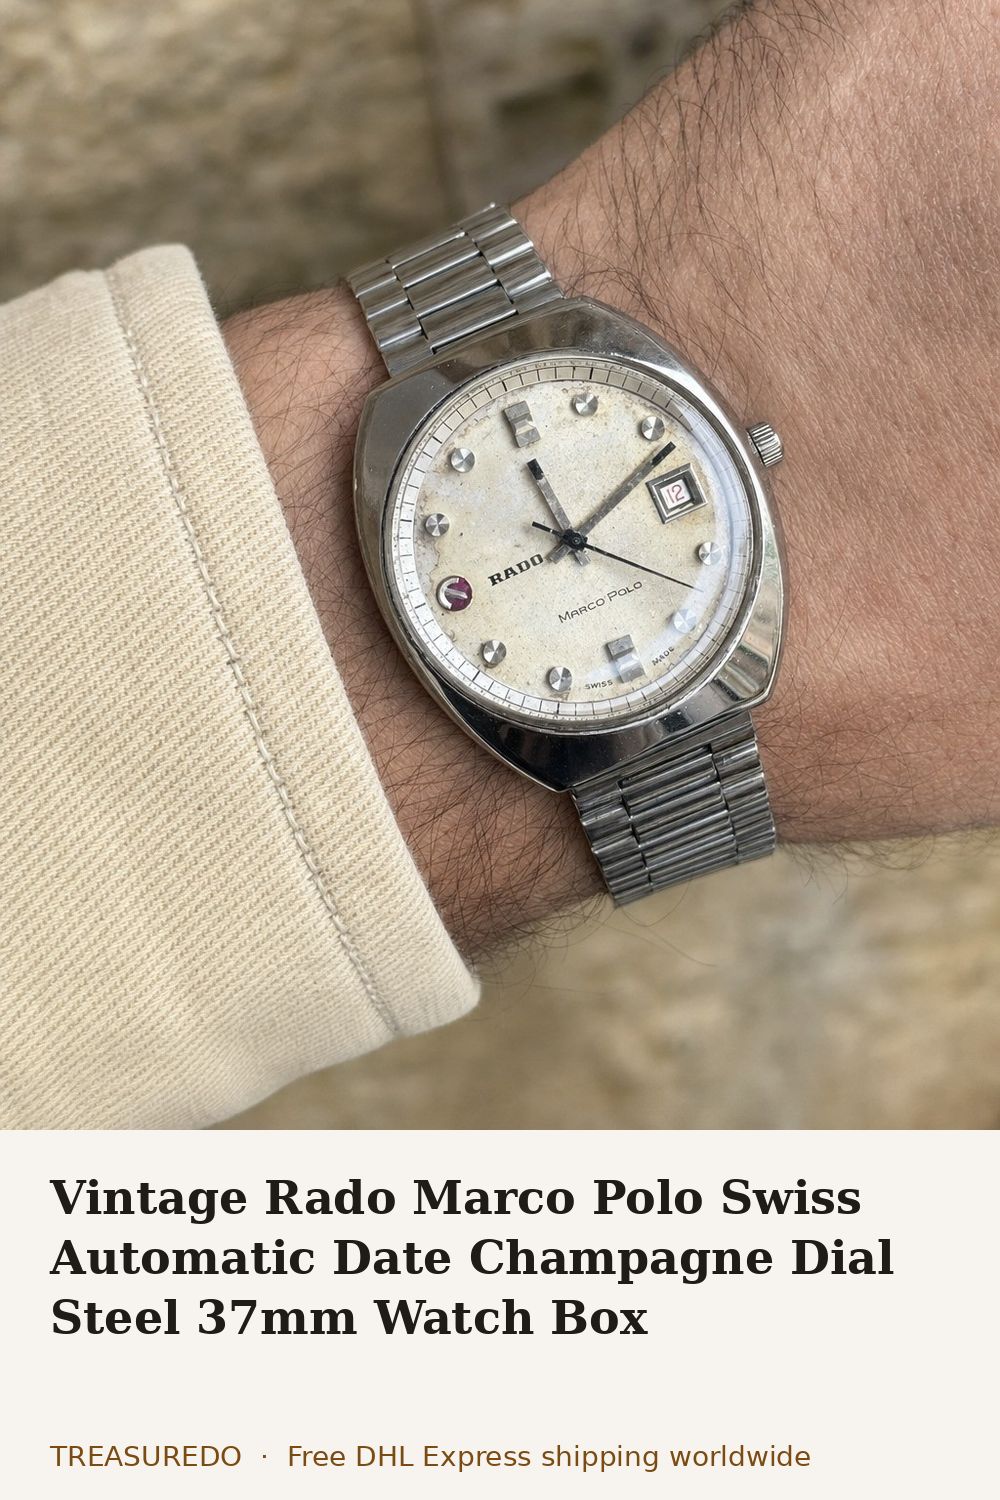 12
RADO
MARCO POLO
SWISS MADE
Vintage Rado Marco Polo Swiss
Automatic Date Champagne Dial
Steel 37mm Watch Box
TREASUREDO · Free DHL Express shipping worldwide